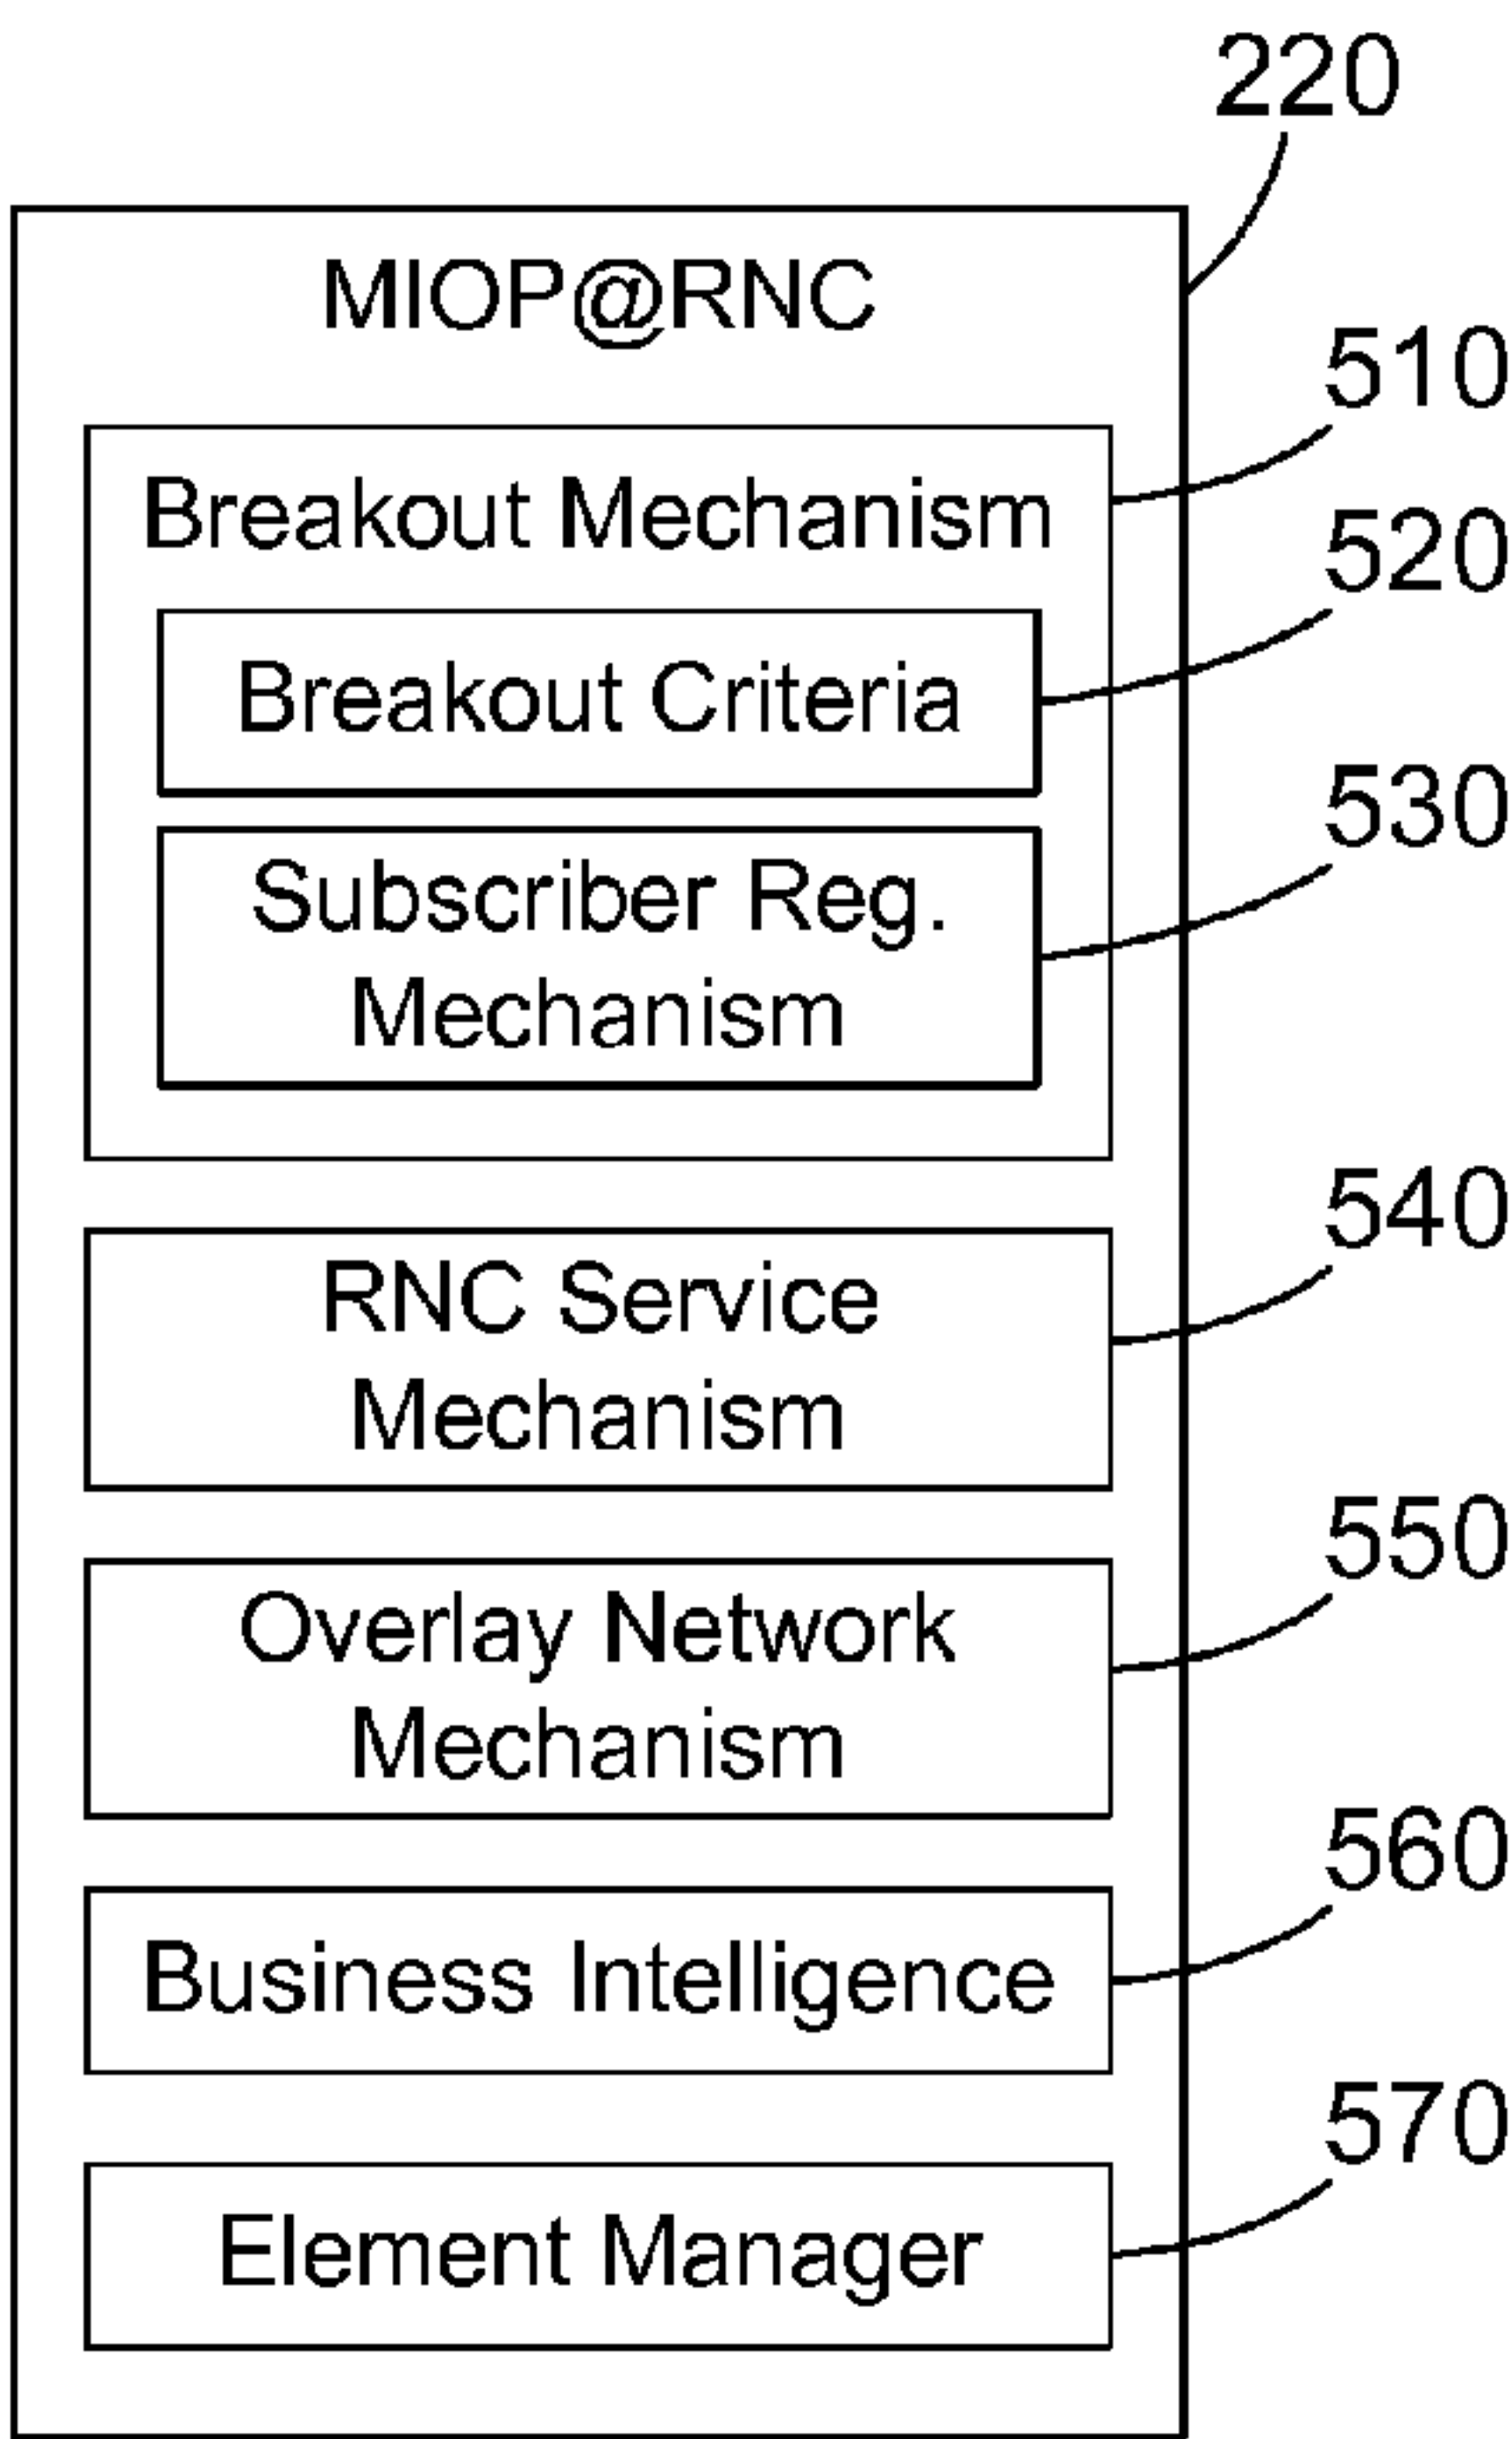 220
MIOP@RNC
510
Breakout Mechanism
520
Breakout Criteria
530
Subscriber Reg.
Mechanism
540
RNC Service
Mechanism
550
Overlay Network
Mechanism
560
Business Intelligence
570
Element Manager